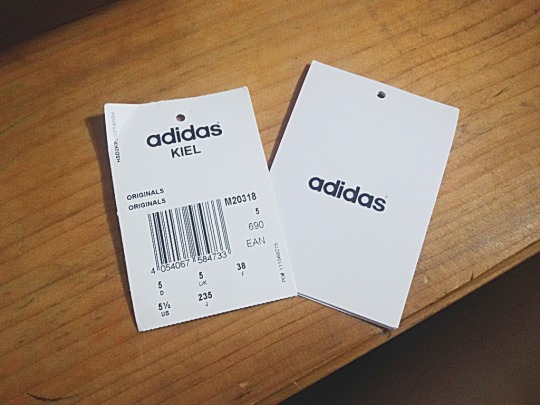 adidas
KIEL
ORIGINALS
ORIGINALS
M20318
5
690
EAN
4 054067 584733
5
D
5
UK
38
F
5½
US
235
J
adidas